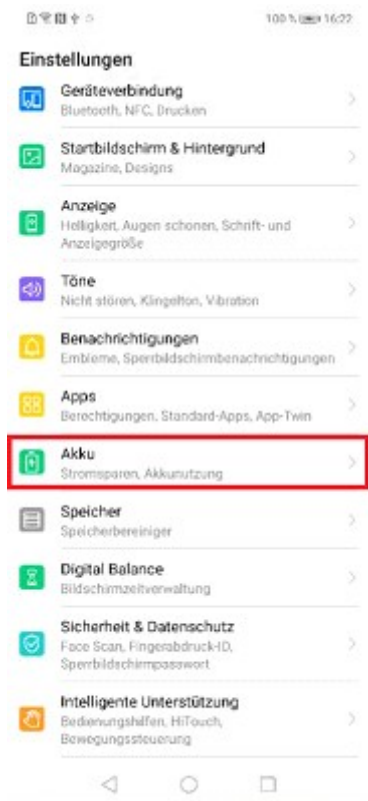 100 % 16:22
Einstellungen
Geräteverbindung
Bluetooth, NFC, Drucken
Startbildschirm & Hintergrund
Magazine, Designs
Anzeige
Helligkeit, Augen schonen, Schrift- und
Anzeigegröße
Töne
Nicht stören, Klingelton, Vibration
Benachrichtigungen
Embleme, Sperrbildschirmbenachrichtigungen
Apps
Berechtigungen, Standard-Apps, App-Twin
Akku
Stromsparen, Akkunutzung
Speicher
Speicherbereiniger
Digital Balance
Bildschirmzeitverwaltung
Sicherheit & Datenschutz
Face Scan, Fingerabdruck-ID,
Sperrbildschirmpasswort
Intelligente Unterstützung
Bedienungshilfen, HiTouch,
Bewegungssteuerung